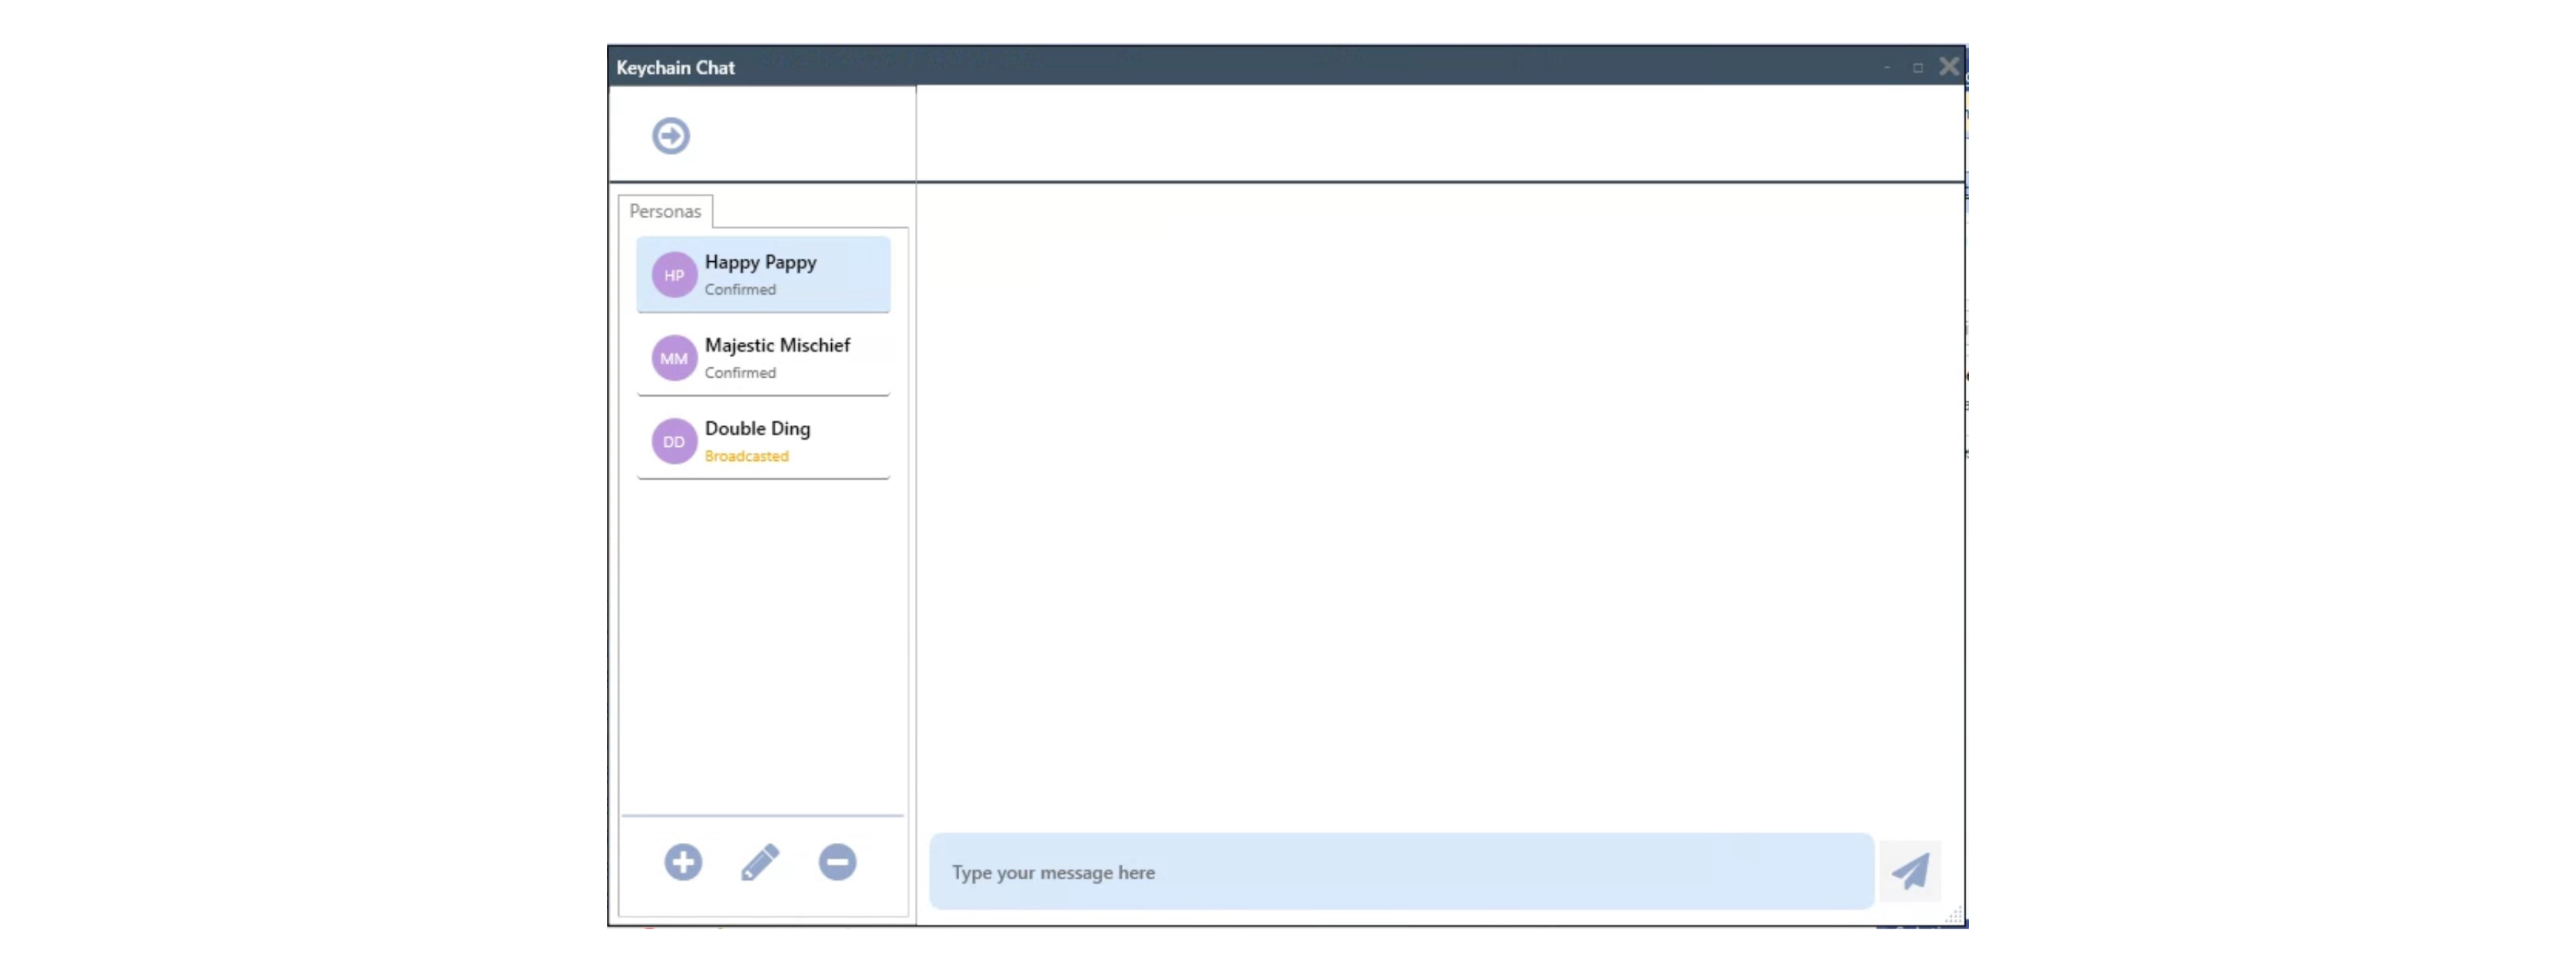 Keychain Chat
Personas
HP
Happy Pappy
Confirmed
MM
Majestic Mischief
Confirmed
DD
Double Ding
Broadcasted
Type your message here